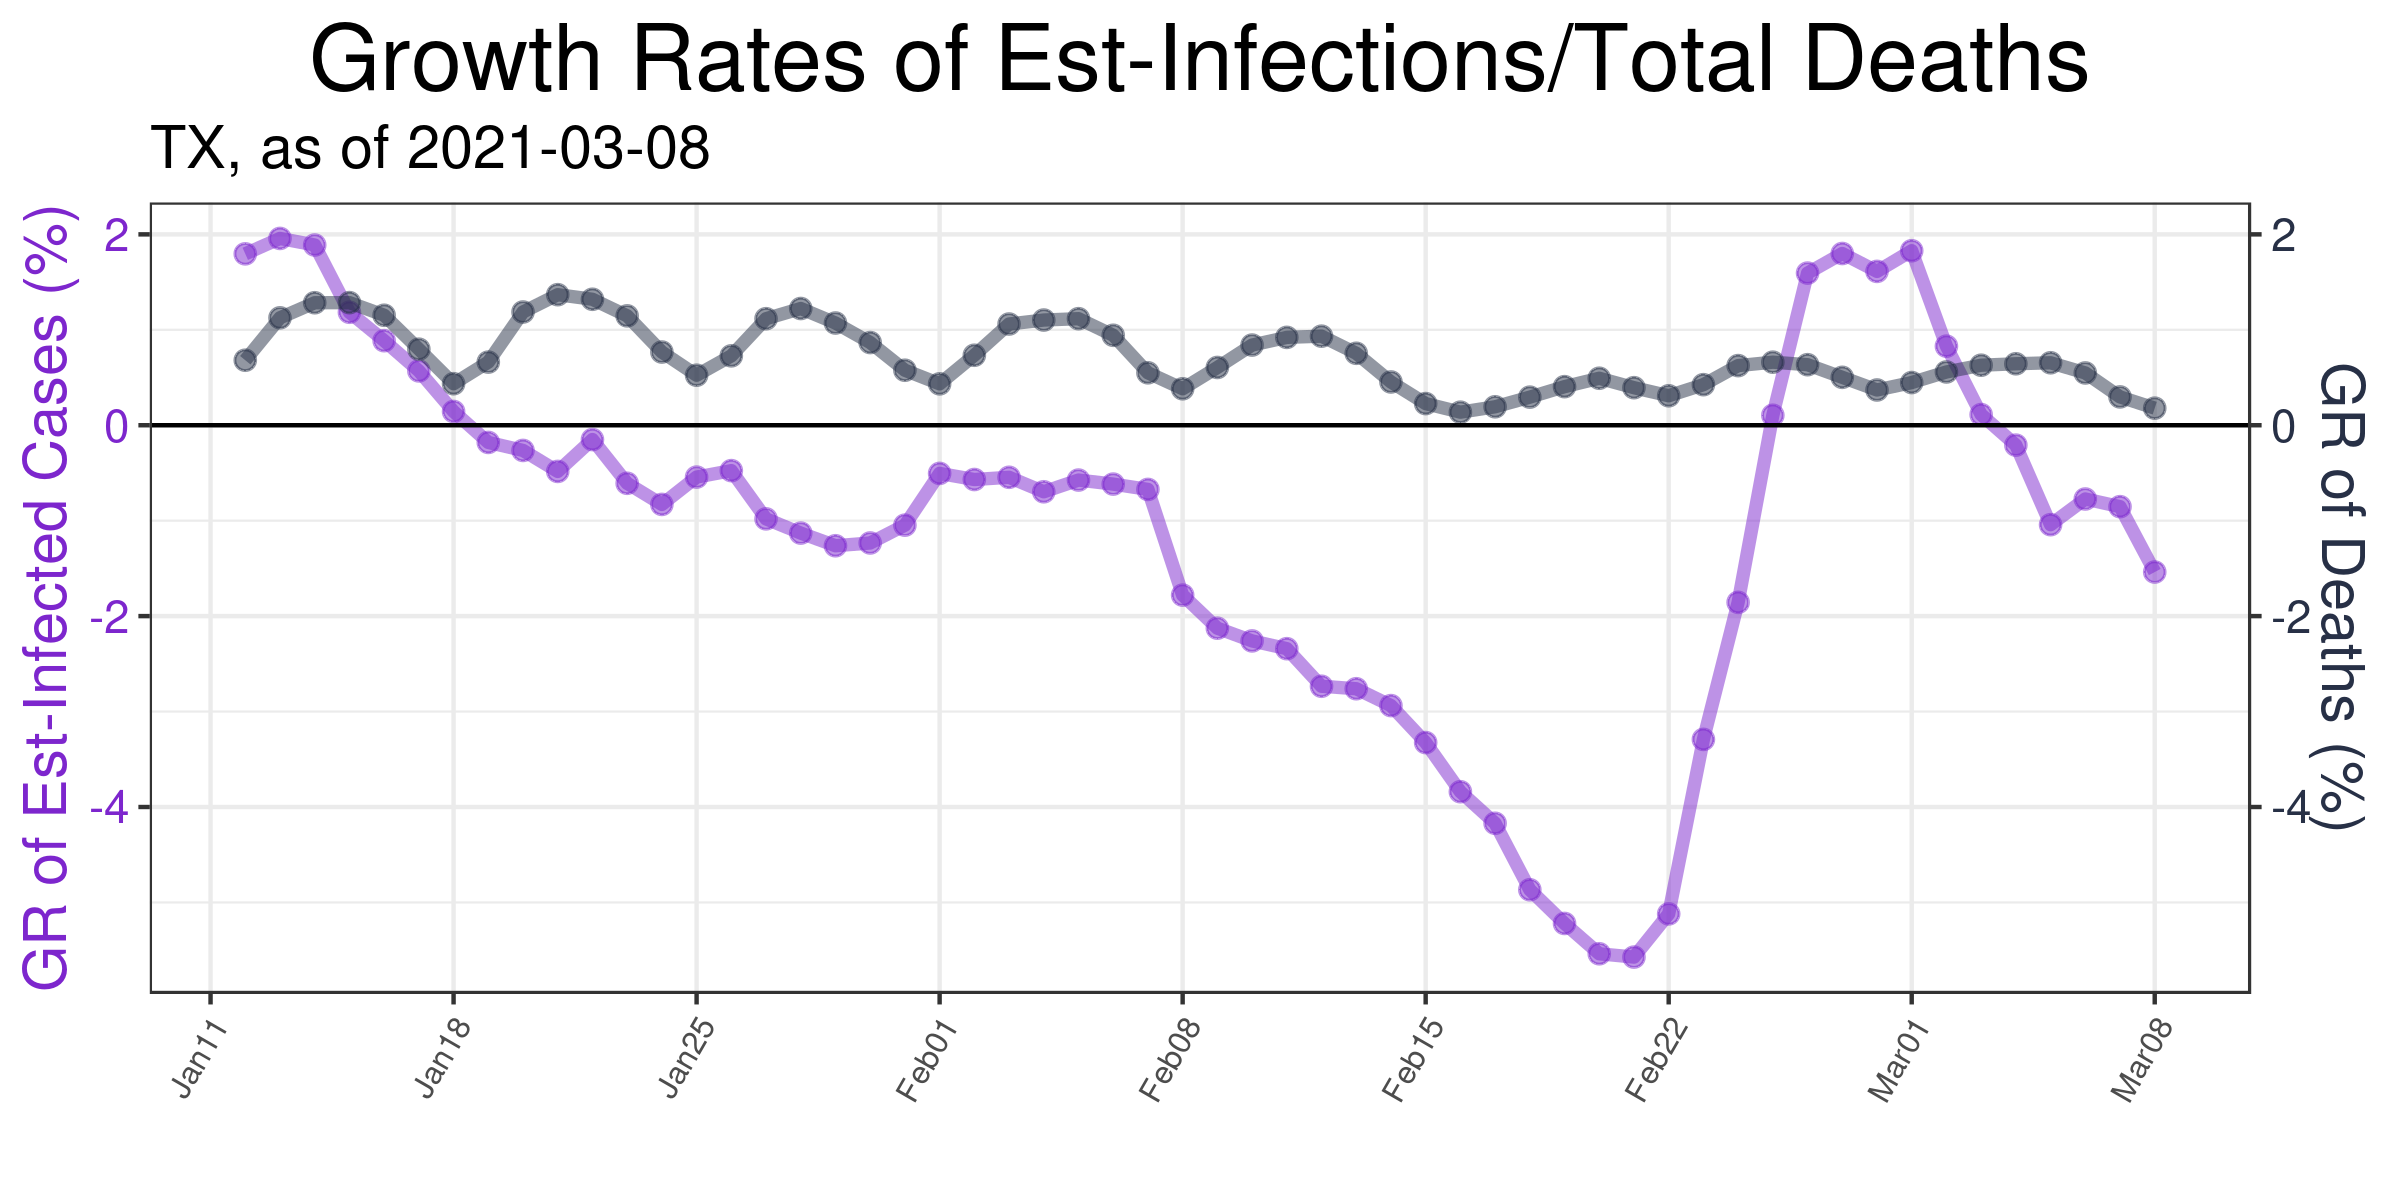 Growth Rates of Est-Infections/Total Deaths
TX, as of 2021-03-08
GR of Est-Infected Cases (%)
2
0
-2
-4
2
0
-2
-4
GR of Deaths (%)
Jan11
Jan18
Jan25
Feb01
Feb08
Feb15
Feb22
Mar01
Mar08